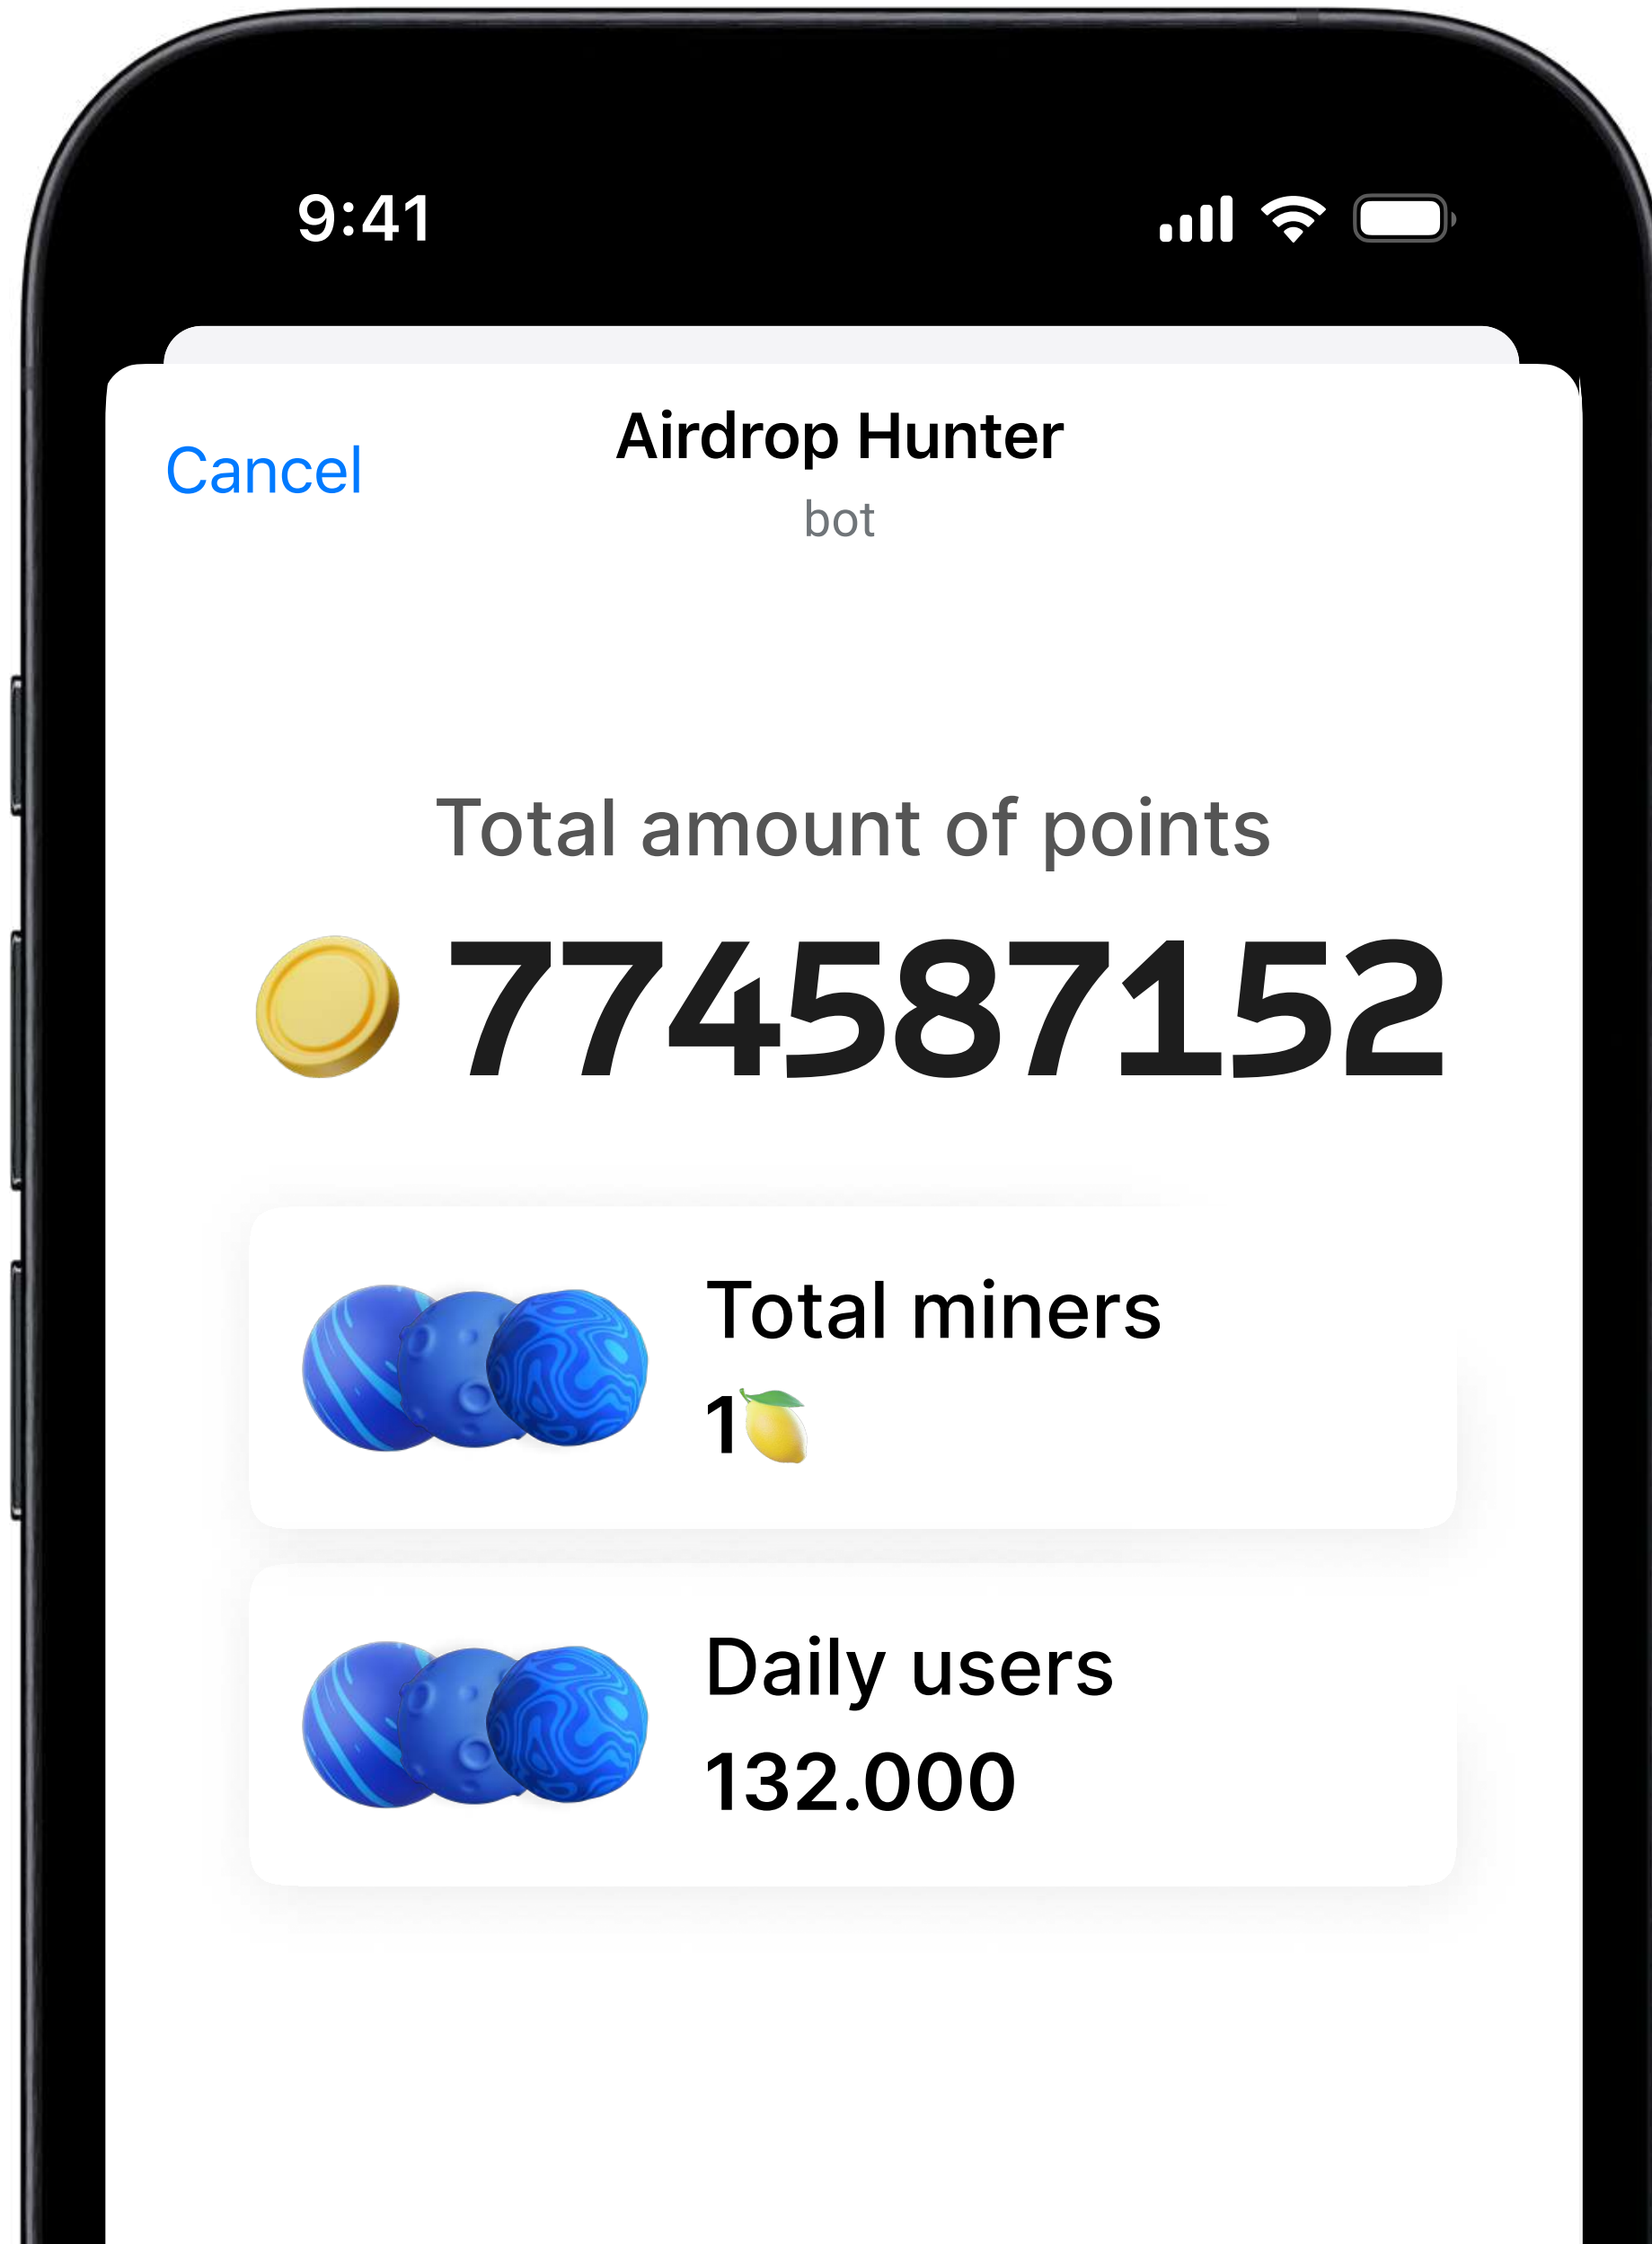 9:41
Cancel
Airdrop Hunter
bot
Total amount of points
774587152
Total miners
1🍋
Daily users
132.000